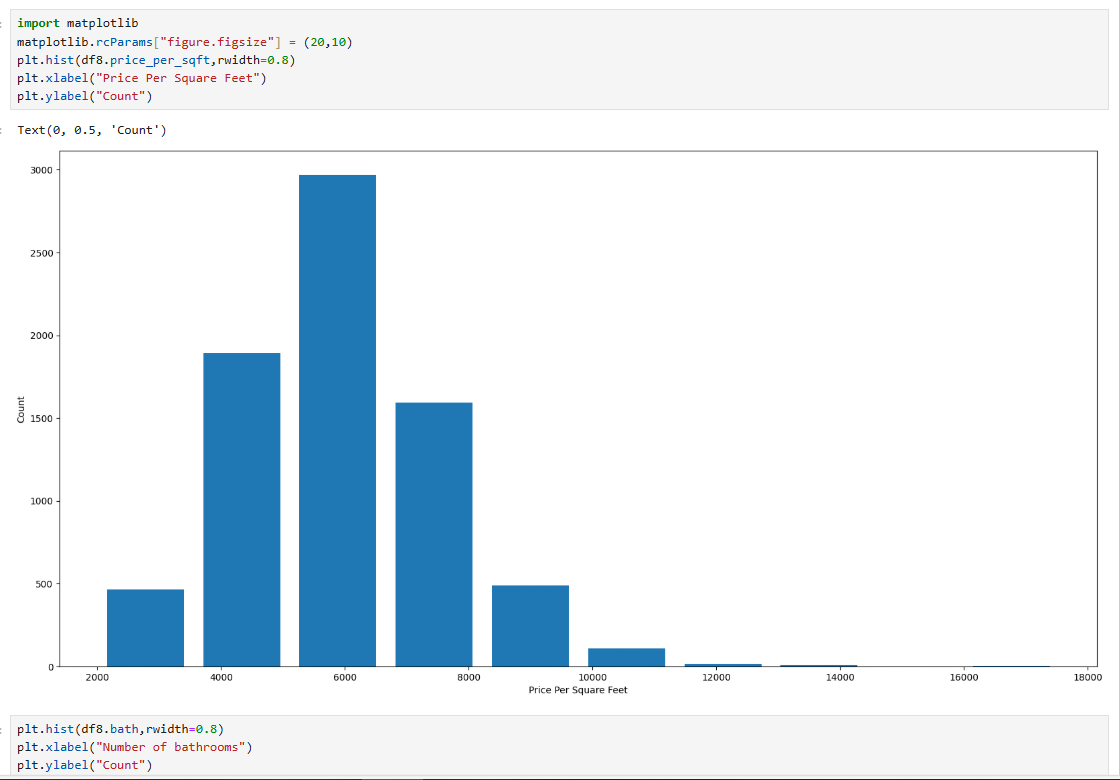 import matplotlib
matplotlib.rcParams["figure.figsize"] = (20,10)
plt.hist(df8.price_per_sqft,rwidth=0.8)
plt.xlabel("Price Per Square Feet")
plt.ylabel("Count")
Text(0, 0.5, 'Count')
3000
2500
2000
1500
1000
500
0
Count
2000 4000 6000 8000 10000 12000 14000 16000 18000
Price Per Square Feet
plt.hist(df8.bath,rwidth=0.8)
plt.xlabel("Number of bathrooms")
plt.ylabel("Count")